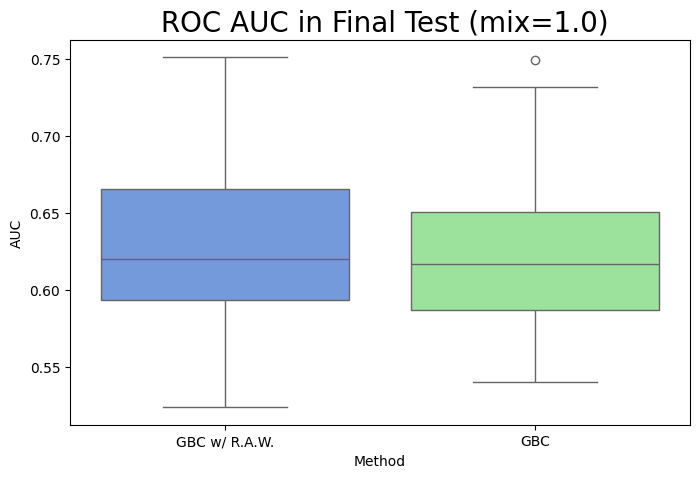 ROC AUC in Final Test (mix=1.0)
0.75
0.70
0.65
0.60
0.55
AUC
GBC w/ R.A.W.
GBC
Method